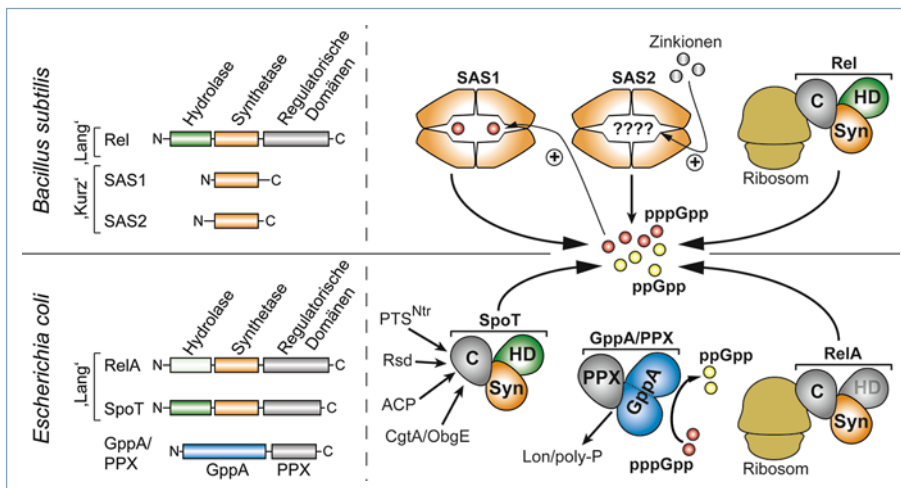 Bacillus subtilis
‚Lang‘
‚Kurz‘
Hydrolase
Synthetase
Regulatorische
Domänen
Rel
N
C
SAS1
N
C
SAS2
N
C
Zinkionen
SAS1
SAS2
????
+
+
Rel
C
HD
Syn
Ribosom
pppGpp
ppGpp
Escherichia coli
‚Lang‘
Hydrolase
Synthetase
Regulatorische
Domänen
RelA
N
C
SpoT
N
C
GppA/
PPX
N
C
GppA
PPX
PTSNtr
Rsd
ACP
CgtA/ObgE
SpoT
C
HD
Syn
GppA/PPX
PPX
GppA
Lon/poly-P
ppGpp
pppGpp
RelA
C
HD
Syn
Ribosom